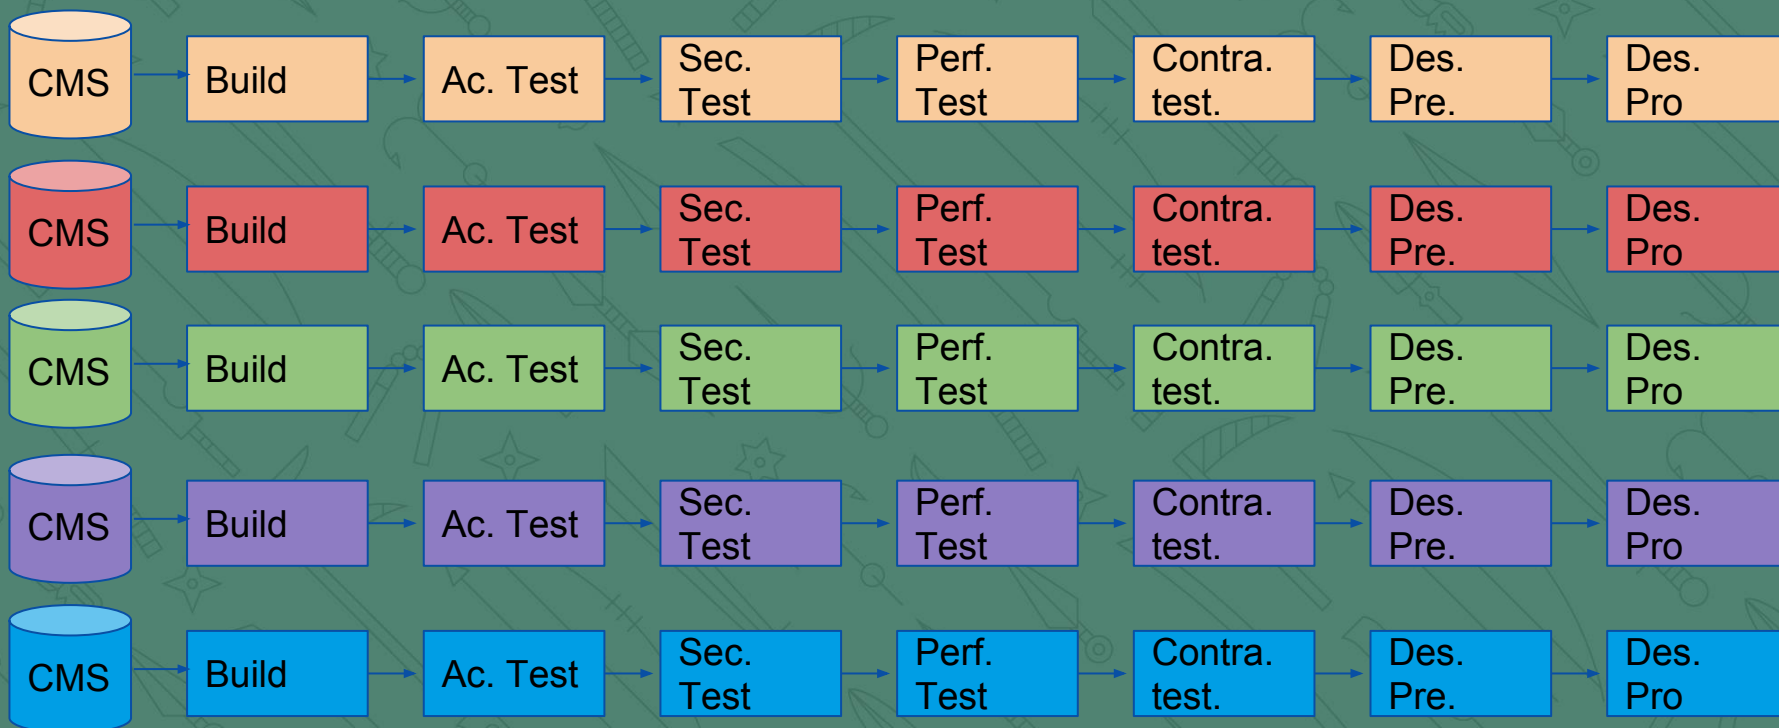 CMS
Build
Ac. Test
Sec.
Test
Perf.
Test
Contra.
test.
Des.
Pre.
Des.
Pro
CMS
Build
Ac. Test
Sec.
Test
Perf.
Test
Contra.
test.
Des.
Pre.
Des.
Pro
CMS
Build
Ac. Test
Sec.
Test
Perf.
Test
Contra.
test.
Des.
Pre.
Des.
Pro
CMS
Build
Ac. Test
Sec.
Test
Perf.
Test
Contra.
test.
Des.
Pre.
Des.
Pro
CMS
Build
Ac. Test
Sec.
Test
Perf.
Test
Contra.
test.
Des.
Pre.
Des.
Pro